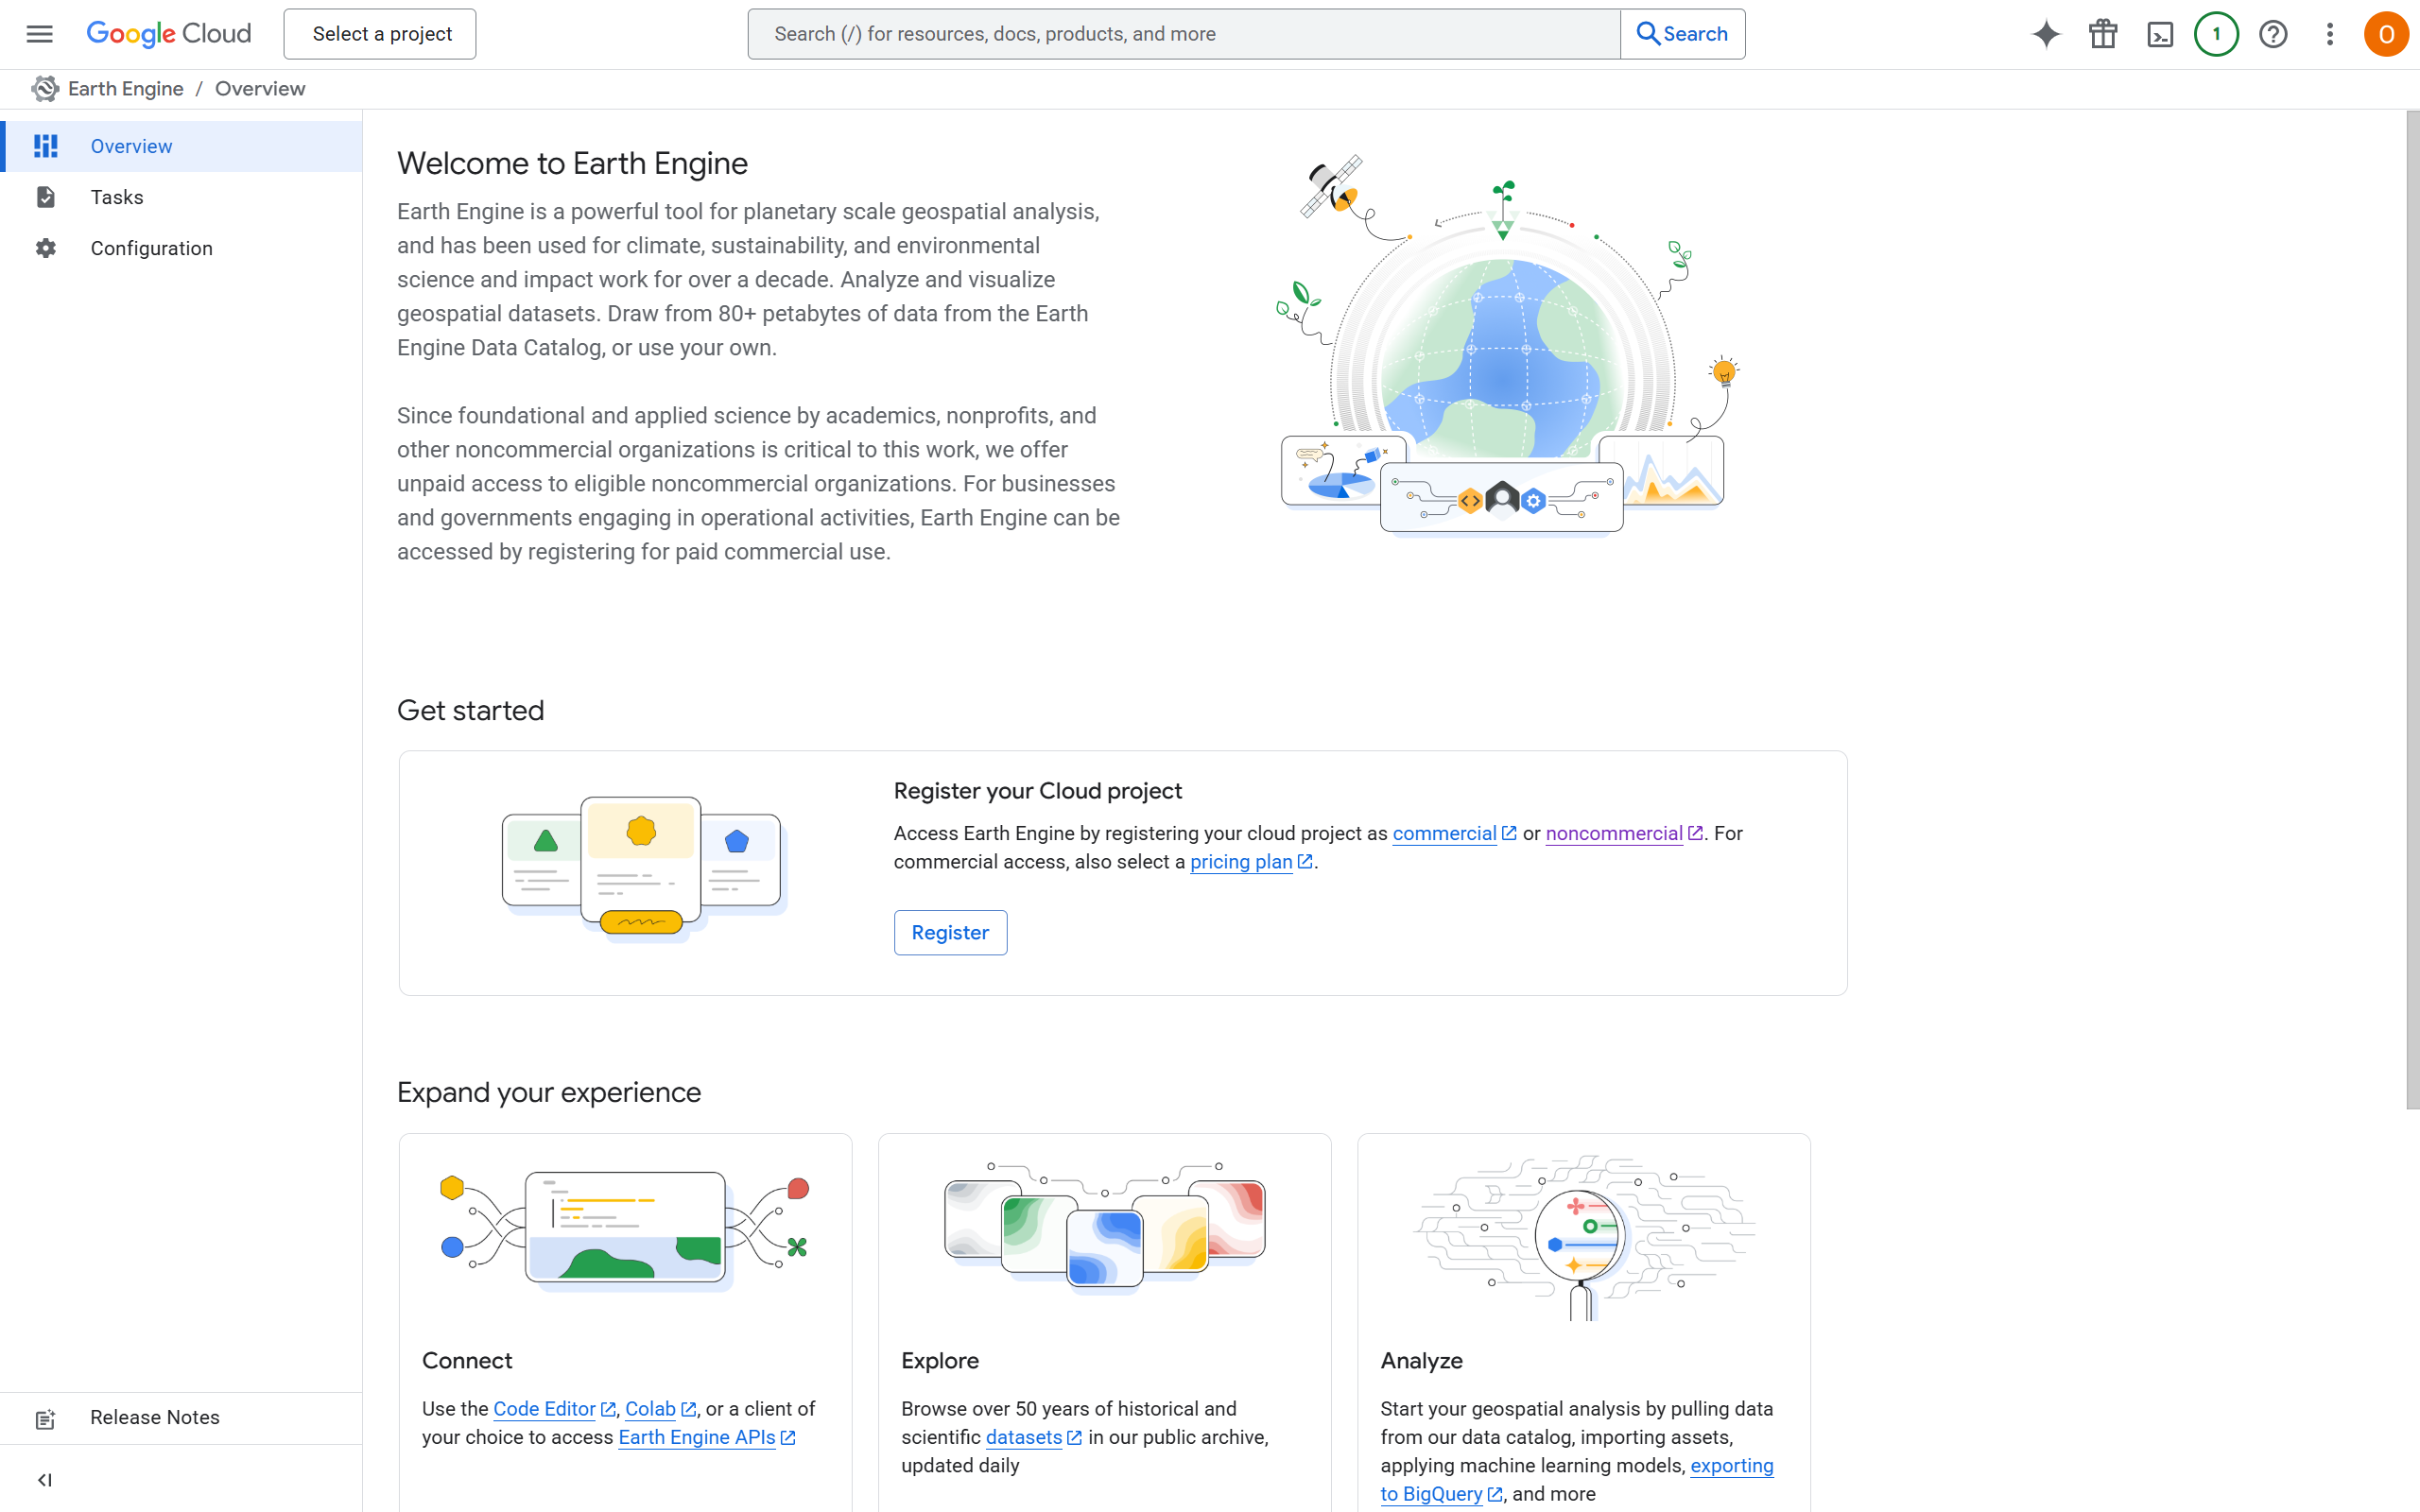 Google Cloud
Select a project
Search (/) for resources, docs, products, and more
Search
1
O
Earth Engine / Overview
Overview
Tasks
Configuration
Welcome to Earth Engine
Earth Engine is a powerful tool for planetary scale geospatial analysis,
and has been used for climate, sustainability, and environmental
science and impact work for over a decade. Analyze and visualize
geospatial datasets. Draw from 80+ petabytes of data from the Earth
Engine Data Catalog, or use your own.
Since foundational and applied science by academics, nonprofits, and
other noncommercial organizations is critical to this work, we offer
unpaid access to eligible noncommercial organizations. For businesses
and governments engaging in operational activities, Earth Engine can be
accessed by registering for paid commercial use.
Get started
Register your Cloud project
Access Earth Engine by registering your cloud project as commercial or noncommercial. For
commercial access, also select a pricing plan.
Register
Expand your experience
Connect
Use the Code Editor, Colab, or a client of
your choice to access Earth Engine APIs
Explore
Browse over 50 years of historical and
scientific datasets in our public archive,
updated daily
Analyze
Start your geospatial analysis by pulling data
from our data catalog, importing assets,
applying machine learning models, exporting
to BigQuery, and more
Release Notes